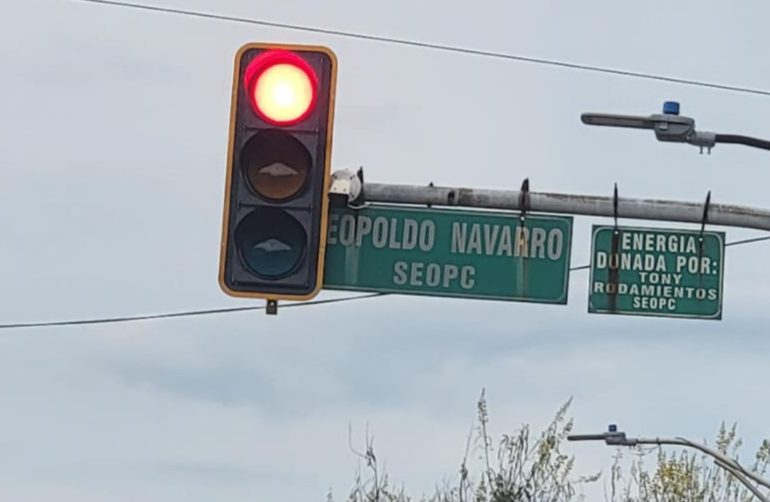 EOPOLDO NAVARRO
SEOPC
ENERGIA
DONADA POR:
TONY
RODAMIENTOS
SEOPC